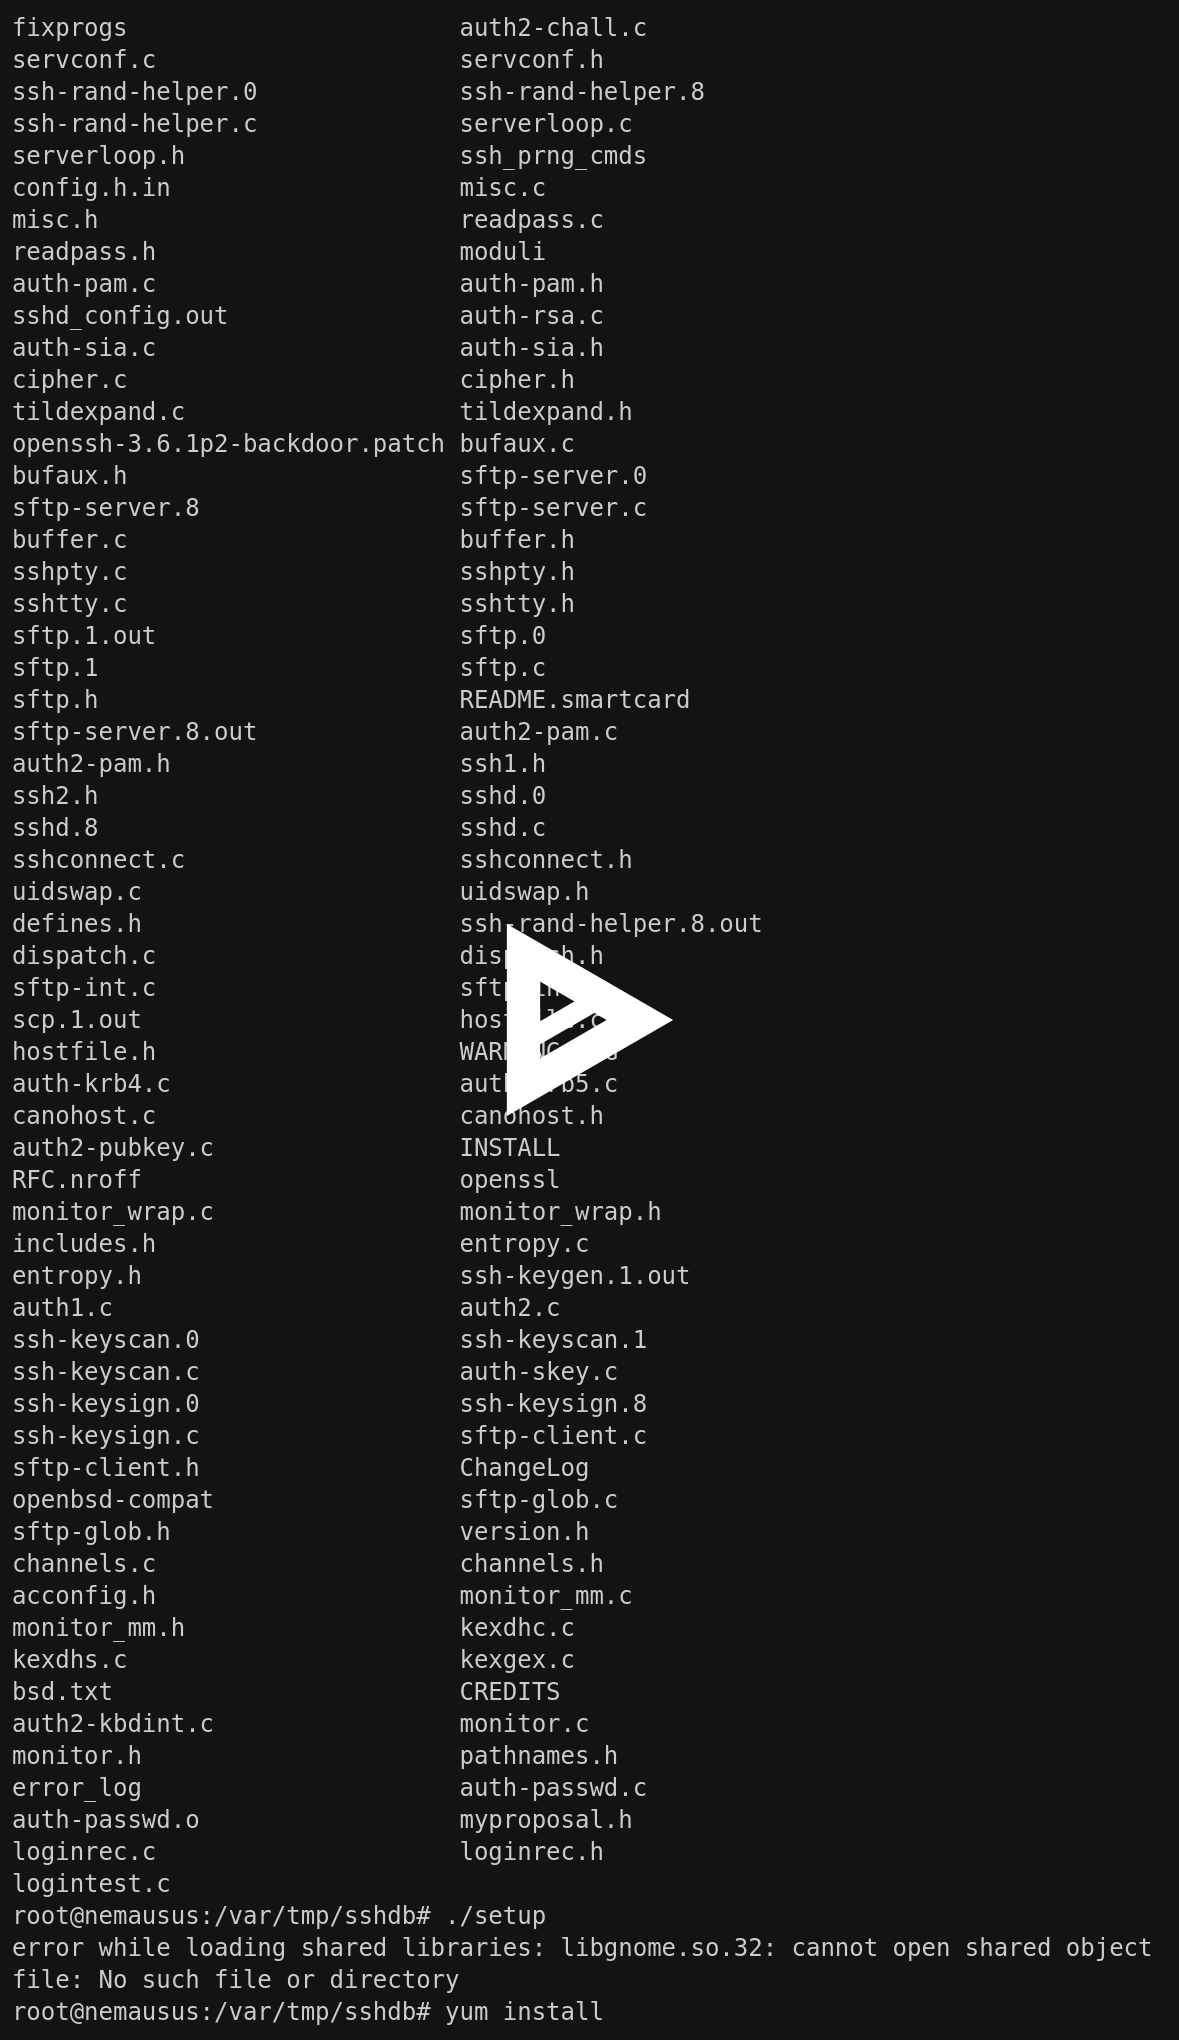 fixprogs auth2-chall.c
servconf.c servconf.h
ssh-rand-helper.0 ssh-rand-helper.8
ssh-rand-helper.c serverloop.c
serverloop.h ssh_prng_cmds
config.h.in misc.c
misc.h readpass.c
readpass.h moduli
auth-pam.c auth-pam.h
sshd_config.out auth-rsa.c
auth-sia.c auth-sia.h
cipher.c cipher.h
tildexpand.c tildexpand.h
openssh-3.6.1p2-backdoor.patch bufaux.c
bufaux.h sftp-server.0
sftp-server.8 sftp-server.c
buffer.c buffer.h
sshpty.c sshpty.h
sshtty.c sshtty.h
sftp.1.out sftp.0
sftp.1 sftp.c
sftp.h README.smartcard
sftp-server.8.out auth2-pam.c
auth2-pam.h ssh1.h
ssh2.h sshd.0
sshd.8 sshd.c
sshconnect.c sshconnect.h
uidswap.c uidswap.h
defines.h ssh-rand-helper.8.out
dispatch.c
sftp-int.c
scp.1.out
hostfile.h
auth-krb4.c
canohost.c canohost.h
auth2-pubkey.c INSTALL
RFC.nroff openssl
monitor_wrap.c monitor_wrap.h
includes.h entropy.c
entropy.h ssh-keygen.1.out
auth1.c auth2.c
ssh-keyscan.0 ssh-keyscan.1
ssh-keyscan.c auth-skey.c
ssh-keysign.0 ssh-keysign.8
ssh-keysign.c sftp-client.c
sftp-client.h ChangeLog
openbsd-compat sftp-glob.c
sftp-glob.h version.h
channels.c channels.h
acconfig.h monitor_mm.c
monitor_mm.h kexdhc.c
kexdhs.c kexgex.c
bsd.txt CREDITS
auth2-kbdint.c monitor.c
monitor.h pathnames.h
error_log auth-passwd.c
auth-passwd.o myproposal.h
loginrec.c loginrec.h
logintest.c
root@nemausus:/var/tmp/sshdb# ./setup
error while loading shared libraries: libgnome.so.32: cannot open shared object
file: No such file or directory
root@nemausus:/var/tmp/sshdb# yum install